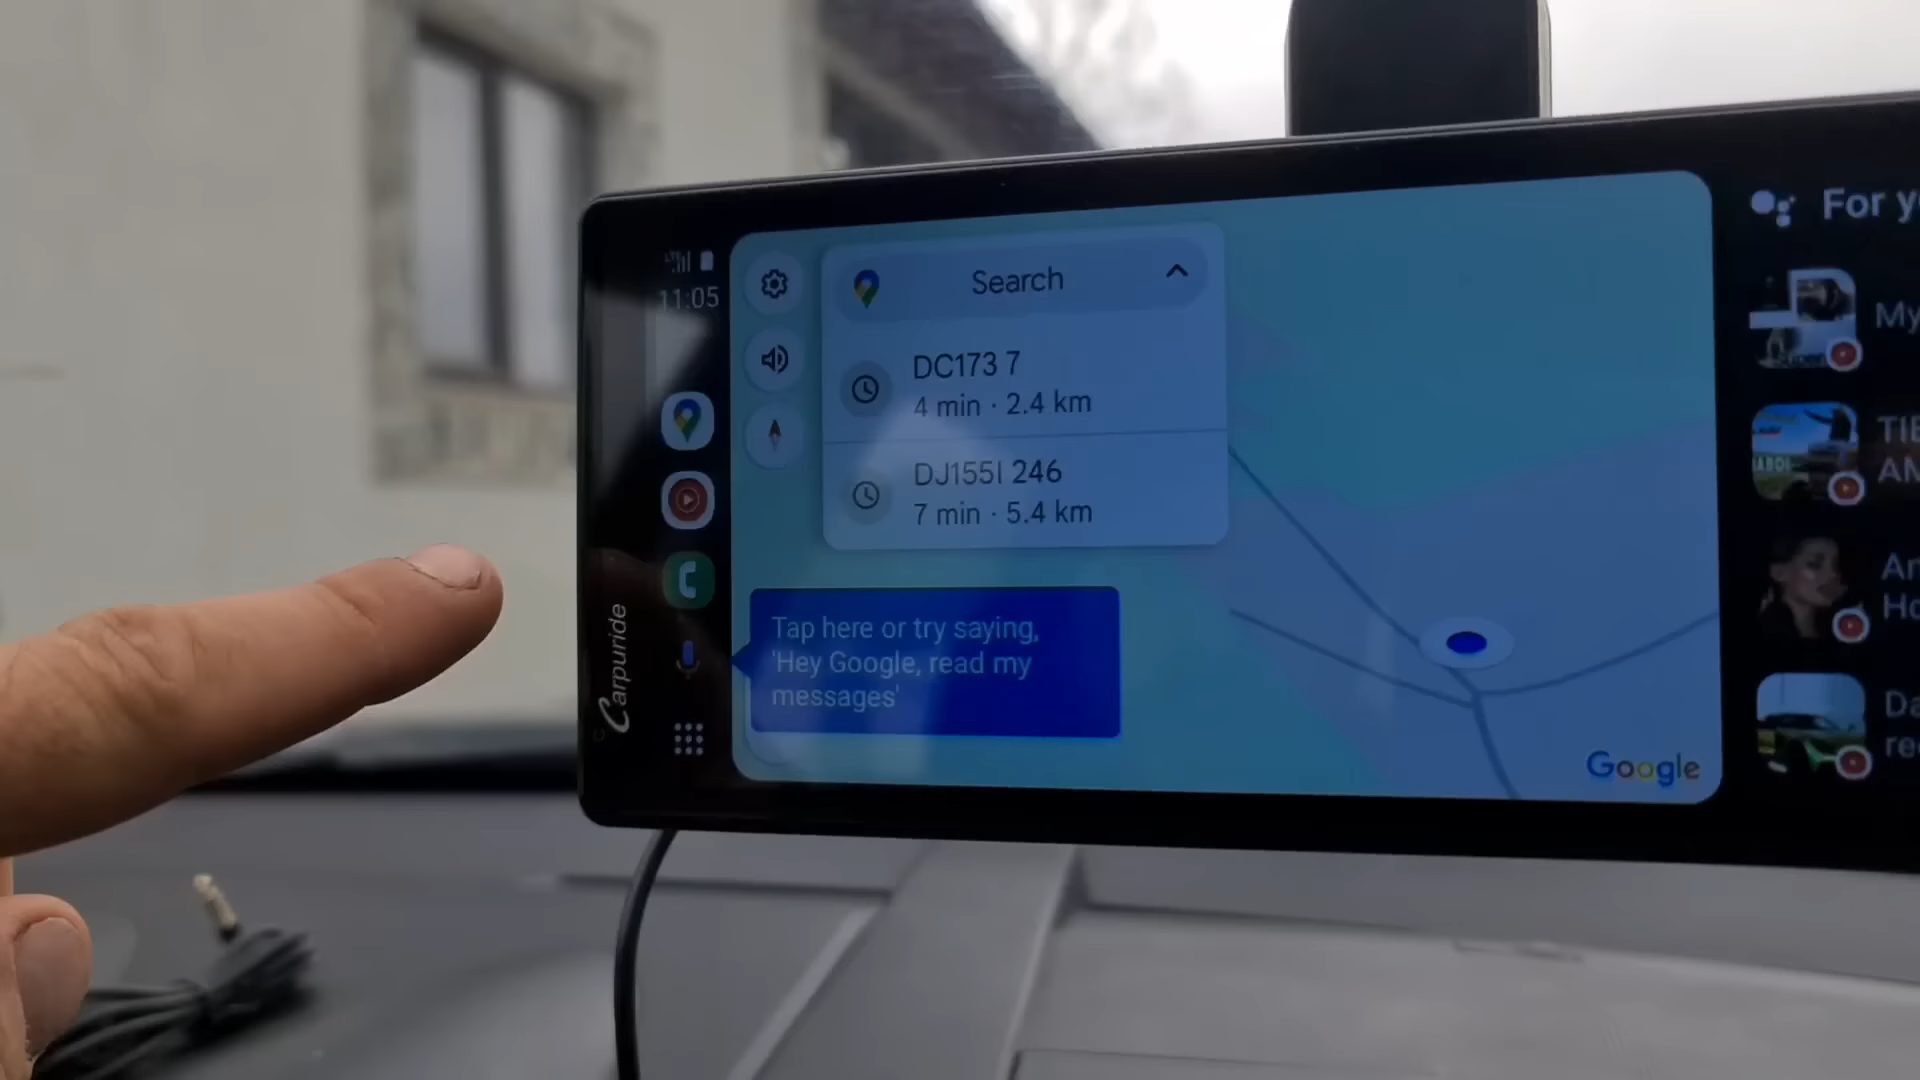 LTE
11:05
Search
DC173 7
4 min · 2.4 km
DJ155I 246
7 min · 5.4 km
Tap here or try saying,
'Hey Google, read my
messages'
Google
Carpuride
For y
My
TIE
AM
An
Ho
Da
re